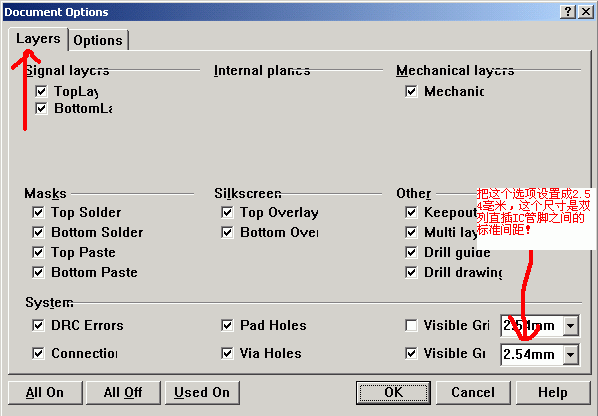 Document Options
Layers
Options
Signal layers
Internal planes
Mechanical layers
TopLay
BottomLa
Mechanic
Masks
Silkscreen
Other
Top Solder
Bottom Solder
Top Paste
Bottom Paste
Top Overlay
Bottom Over
Keepout
Multi lay
Drill guide
Drill drawing
把这个选项设置成2.5
4毫米，这个尺寸是双
列直插IC管脚之间的
标准间距!
System
DRC Errors
Pad Holes
Visible Gri
2.54mm
Connection
Via Holes
Visible Gr
2.54mm
All On
All Off
Used On
OK
Cancel
Help